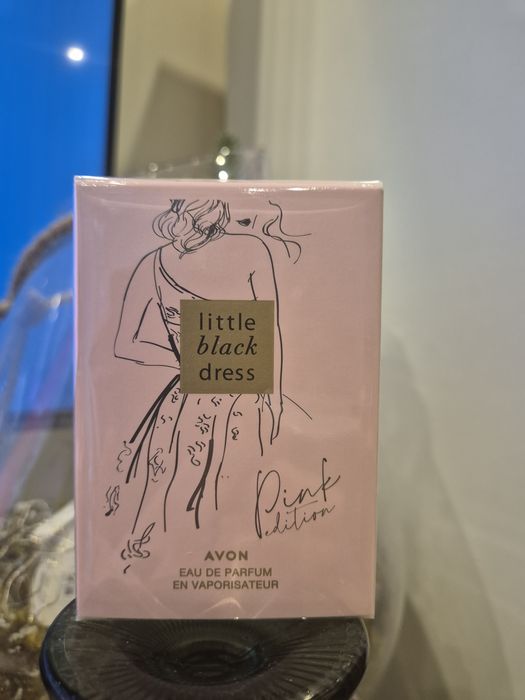 little
black
dress
Pink
edition
AVON
EAU DE PARFUM
EN VAPORISATEUR